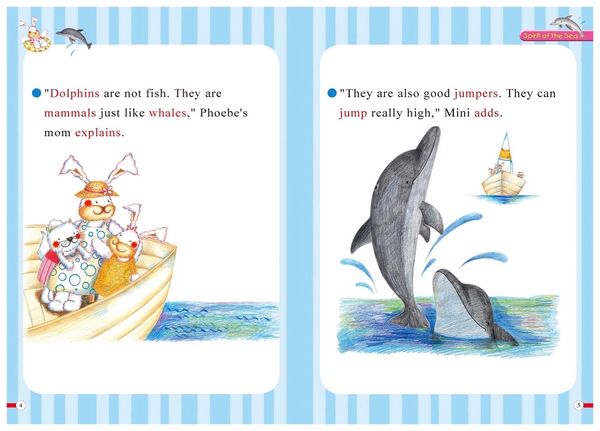 Spirit of the Sea
"Dolphins are not fish. They are
mammals just like whales," Phoebe's
mom explains.
"They are also good jumpers. They can
jump really high," Mini adds.
4
5